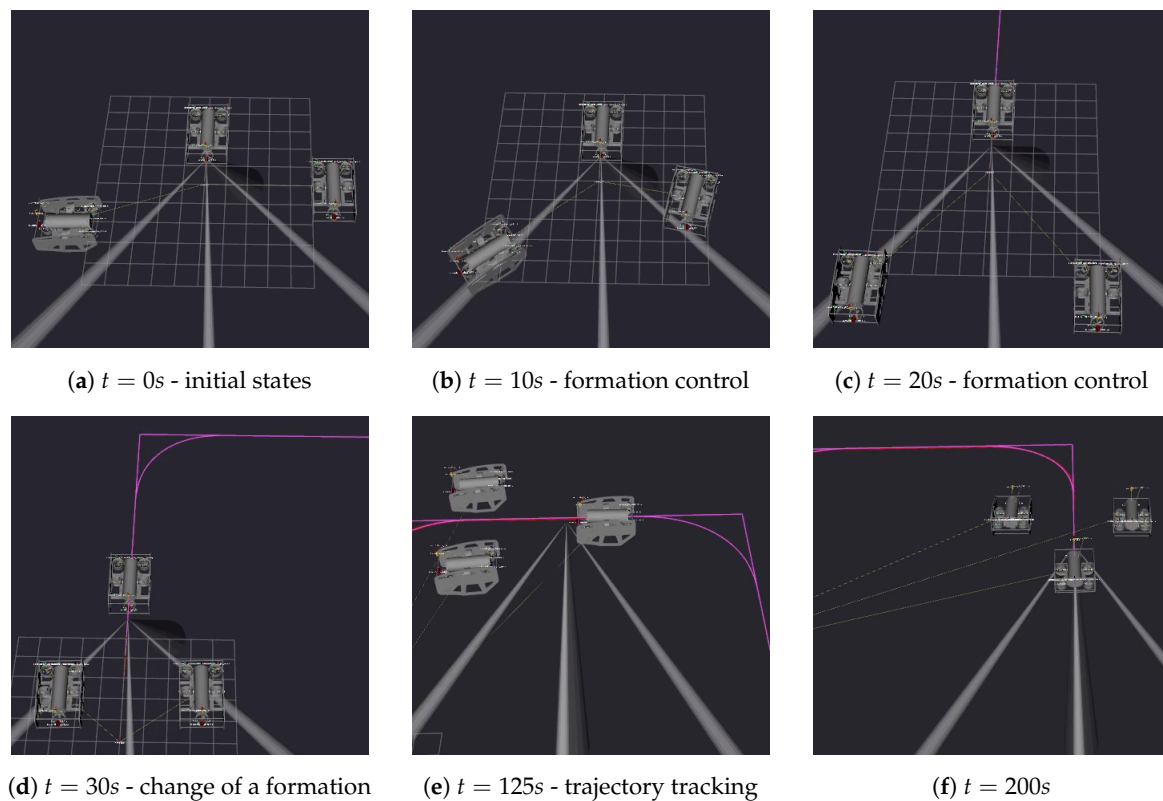 (a) t = 0s - initial states
(b) t = 10s - formation control
(c) t = 20s - formation control
(d) t = 30s - change of a formation
(e) t = 125s - trajectory tracking
(f) t = 200s